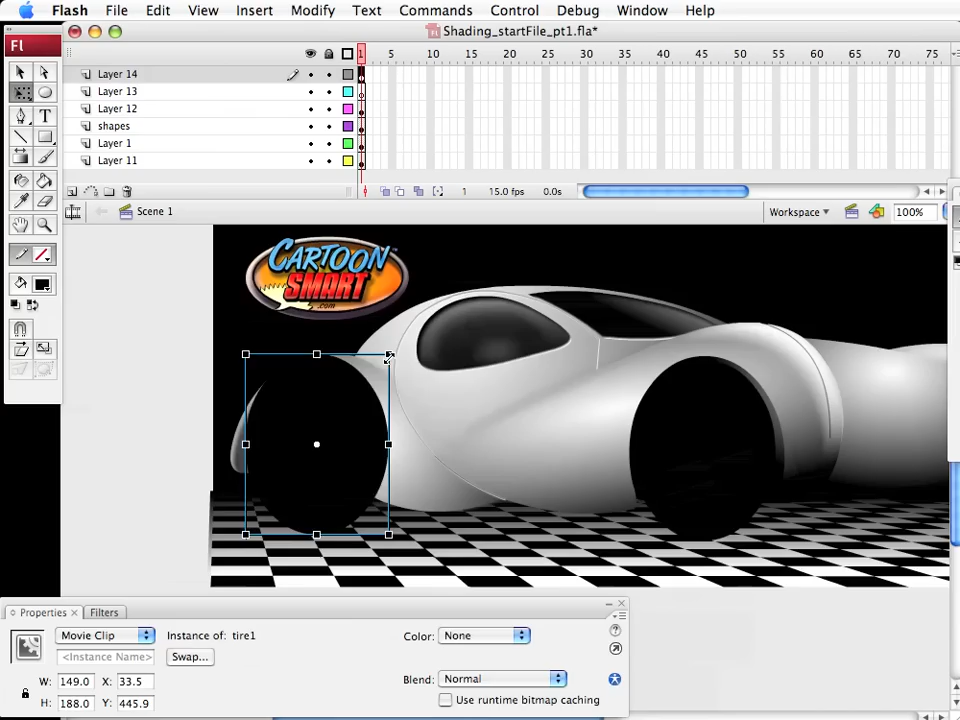 Flash File Edit View Insert Modify Text Commands Control Debug Window Help
Shading_startFile_pt1.fla*
Fl
1 5 10 15 20 25 30 35 40 45 50 55 60 65 70 75
Layer 14
Layer 13
Layer 12
shapes
Layer 1
Layer 11
1 15.0 fps 0.0s
Scene 1 Workspace 100%
T
CARTOON
SMART
.com
Properties × Filters
Movie Clip Instance of: tire1 Color: None
<Instance Name> Swap...
W: 149.0 X: 33.5 Blend: Normal
H: 188.0 Y: 445.9 Use runtime bitmap caching